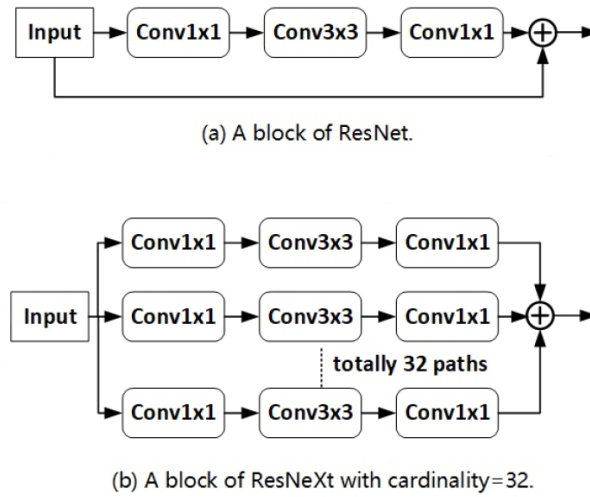 Input Conv1x1 Conv3x3 Conv1x1
(a) A block of ResNet.
Conv1x1 Conv3x3 Conv1x1
Input Conv1x1 Conv3x3 Conv1x1
totally 32 paths
Conv1x1 Conv3x3 Conv1x1
(b) A block of ResNeXt with cardinality=32.